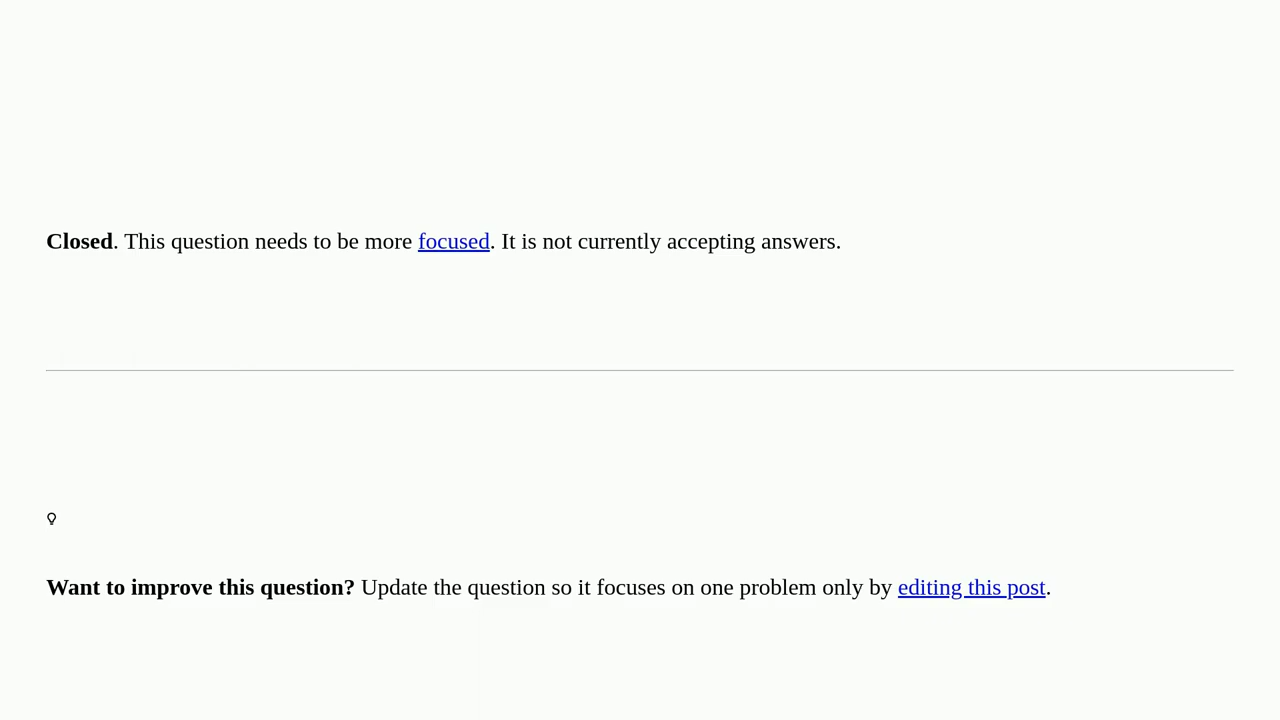 Closed. This question needs to be more focused. It is not currently accepting answers.
Want to improve this question? Update the question so it focuses on one problem only by editing this post.